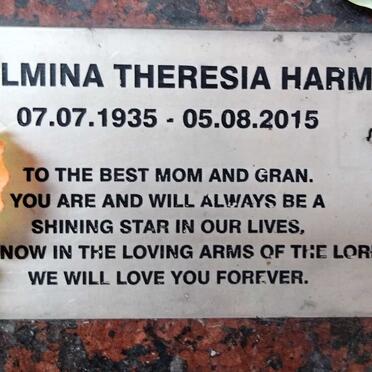 LMINA THERESIA HARM
07.07.1935 - 05.08.2015
TO THE BEST MOM AND GRAN.
YOU ARE AND WILL ALWAYS BE A
SHINING STAR IN OUR LIVES,
NOW IN THE LOVING ARMS OF THE LOR
WE WILL LOVE YOU FOREVER.